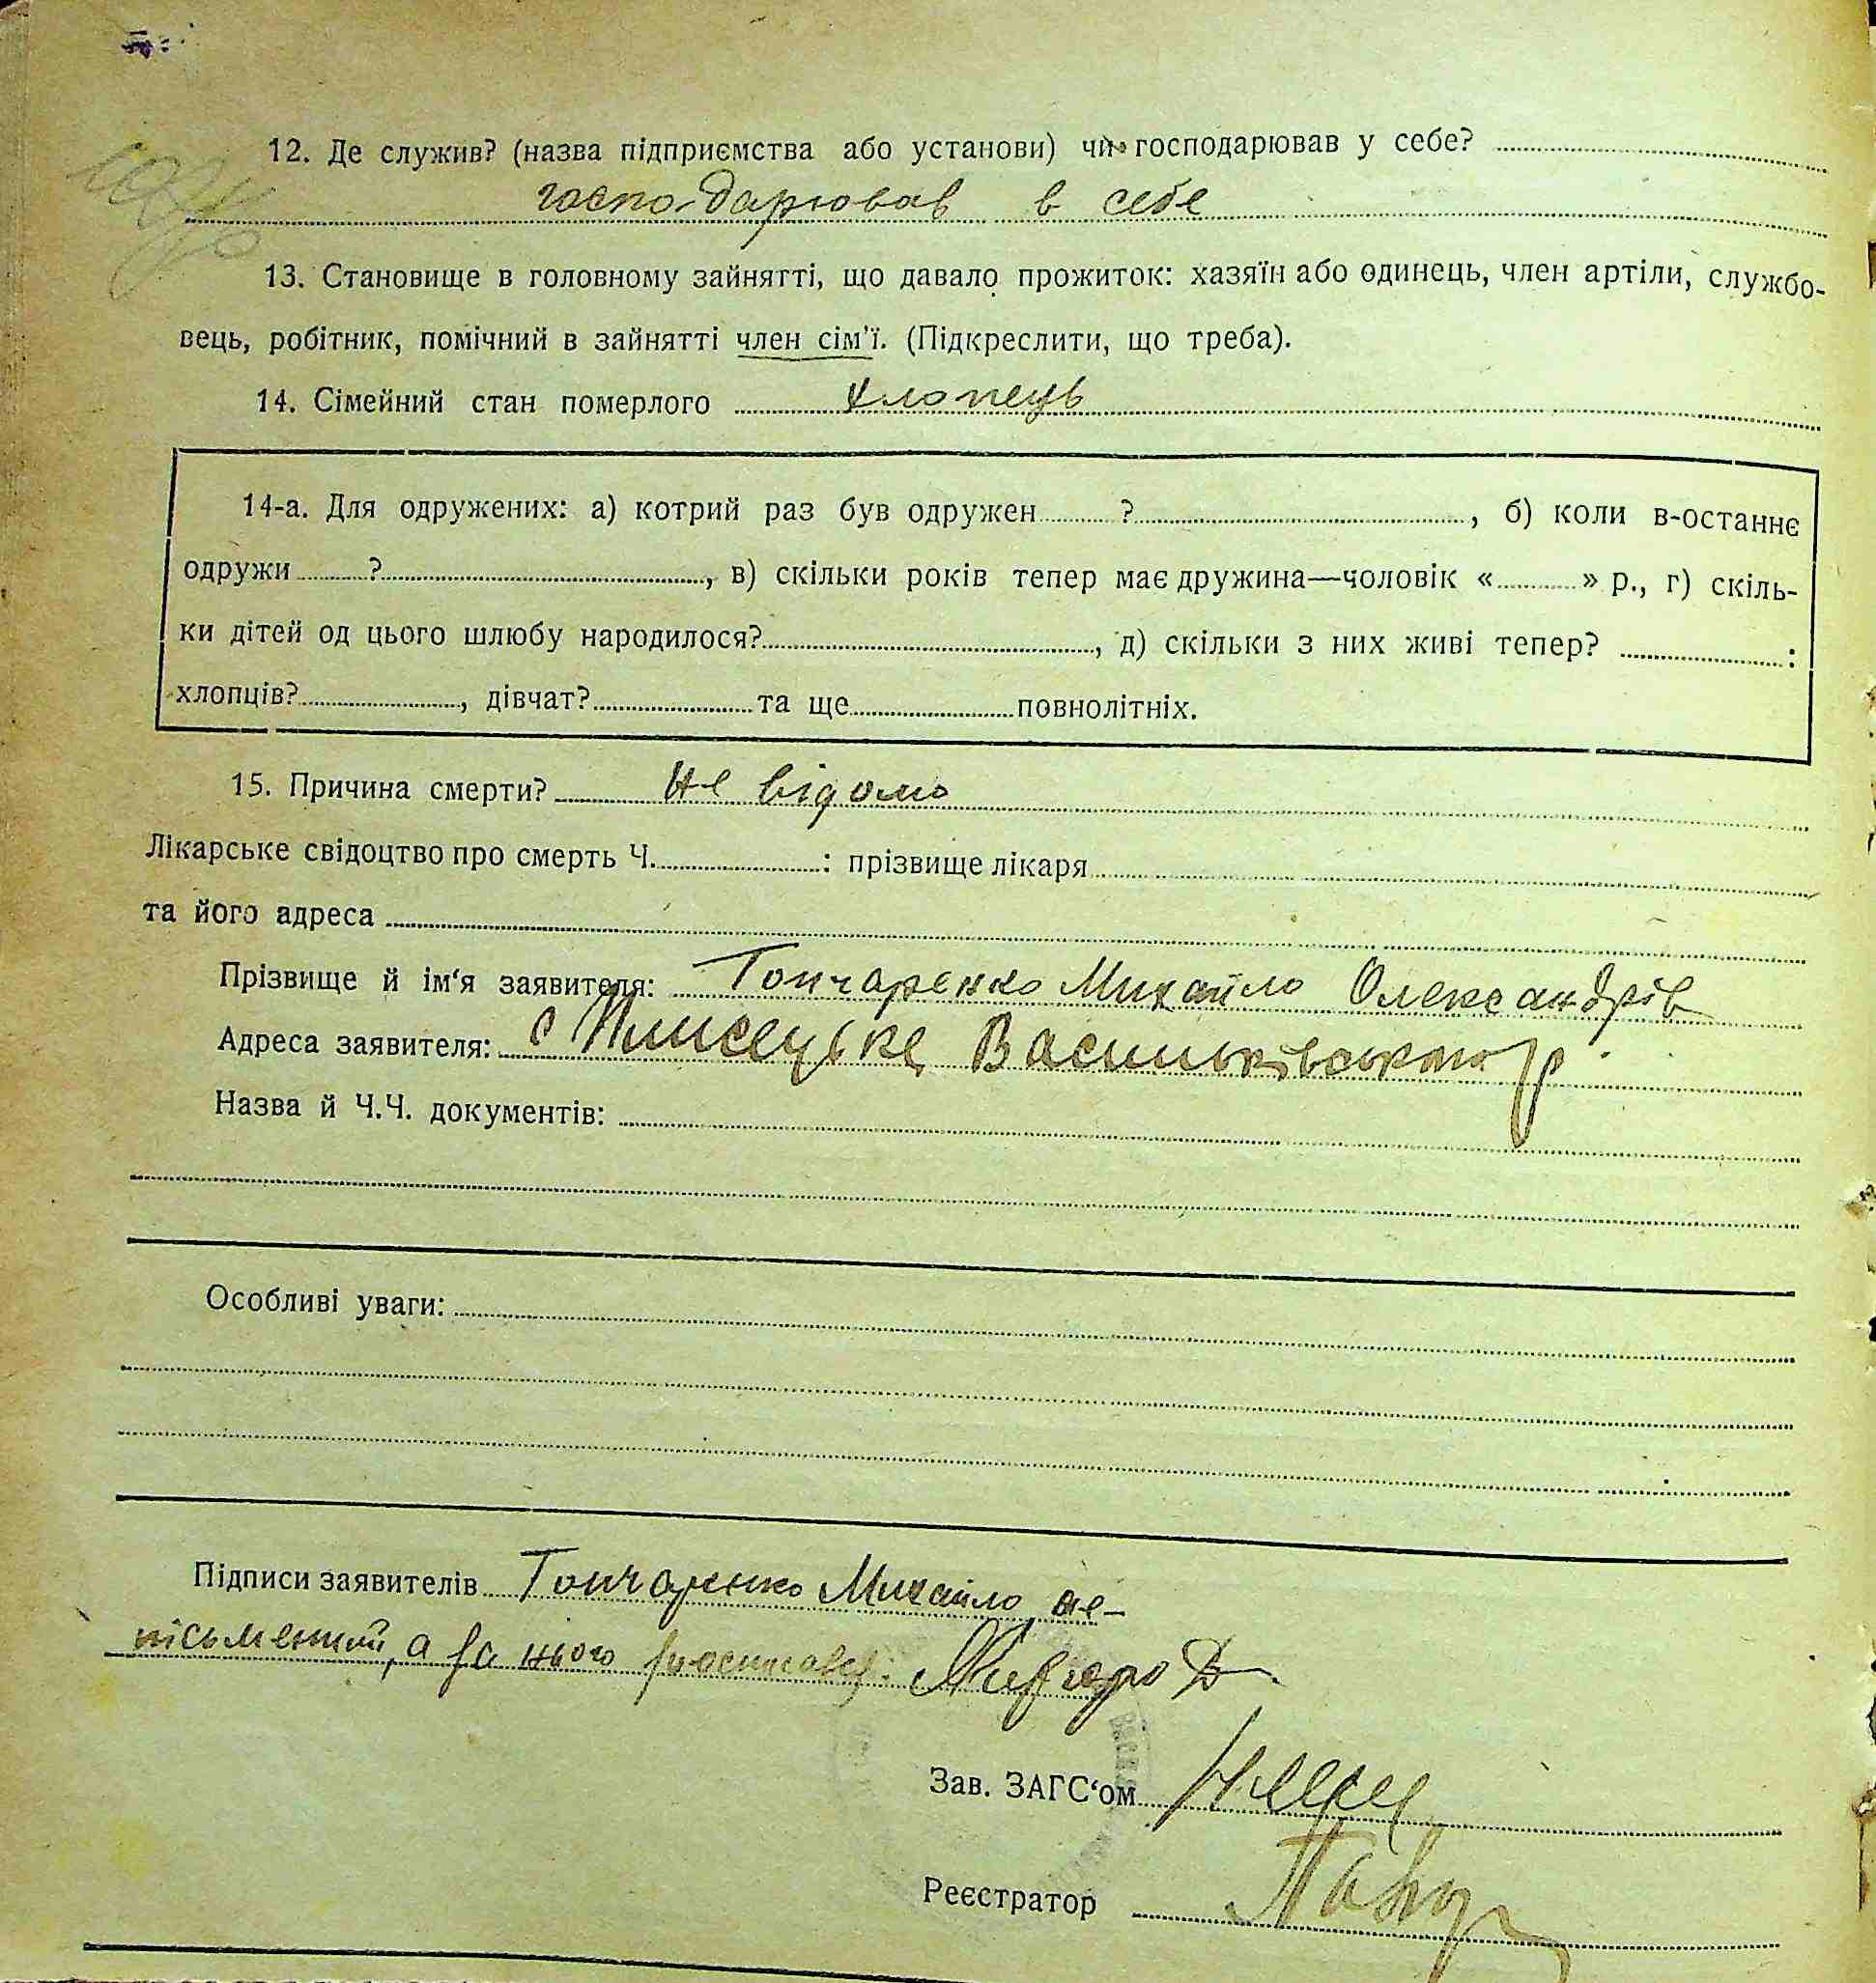 12. Де служив? (назва підприємства або установи) чи господарював у себе?
господарював в себе
13. Становище в головному зайнятті, що давало прожиток: хазяїн або одинець, член артіли, службо-
вець, робітник, помічний в зайнятті член сім'ї. (Підкреслити, що треба).
14. Сімейний стан померлого хлопець
14-а. Для одружених: а) котрий раз був одружен ? , б) коли в-останнє
одружи ? , в) скільки років тепер має дружина—чоловік « » р., г) скіль-
ки дітей од цього шлюбу народилося? , д) скільки з них живі тепер? :
хлопців? , дівчат? та ще повнолітніх.
15. Причина смерти? не відомо
Лікарське свідоцтво про смерть Ч. : прізвище лікаря
та його адреса
Прізвище й ім'я заявителя: Гончаренко Михайло Олександрів
Адреса заявителя: с Плисецьке Васильківського р.
Назва й Ч.Ч. документів:
Особливі уваги:
Підписи заявителів Гончаренко Михайло не-
письменний, а за нього
Зав. ЗАГС'ом
Реєстратор